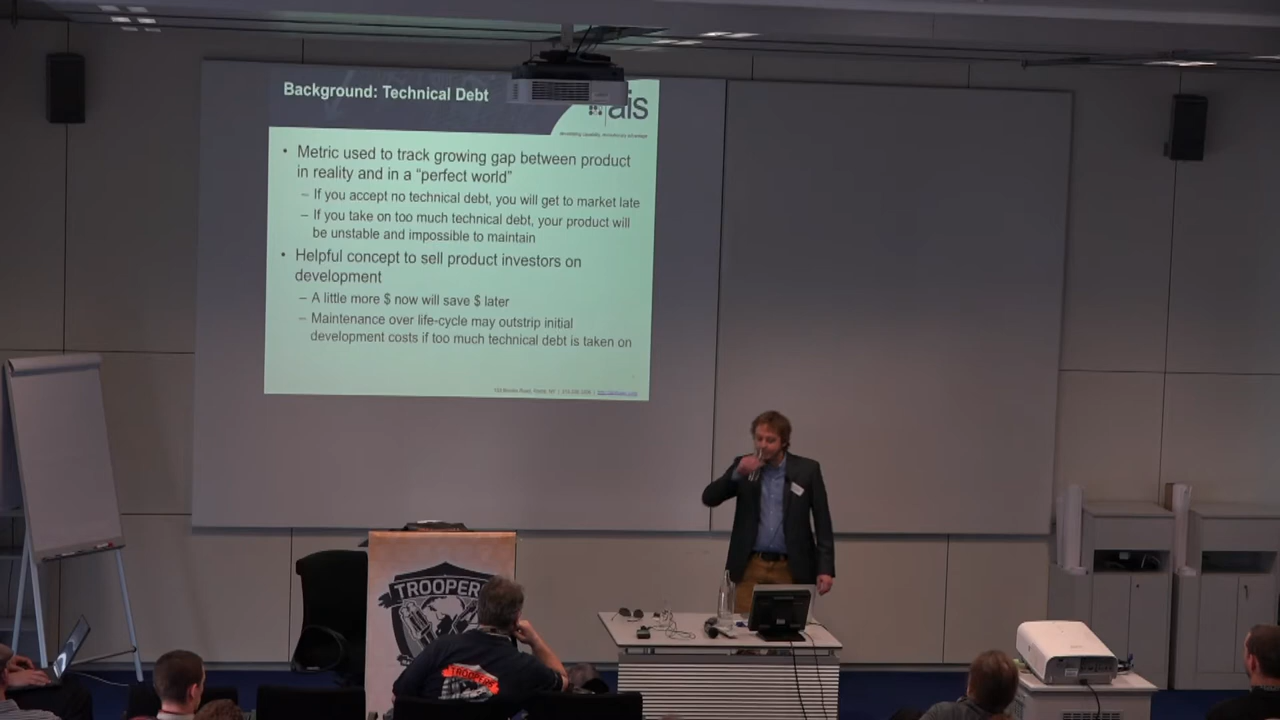 Background: Technical Debt
ais
• Metric used to track growing gap between product
in reality and in a “perfect world”
– If you accept no technical debt, you will get to market late
– If you take on too much technical debt, your product will
be unstable and impossible to maintain
• Helpful concept to sell product investors on
development
– A little more $ now will save $ later
– Maintenance over life-cycle may outstrip initial
development costs if too much technical debt is taken on
TROOPERS
TROOPERS